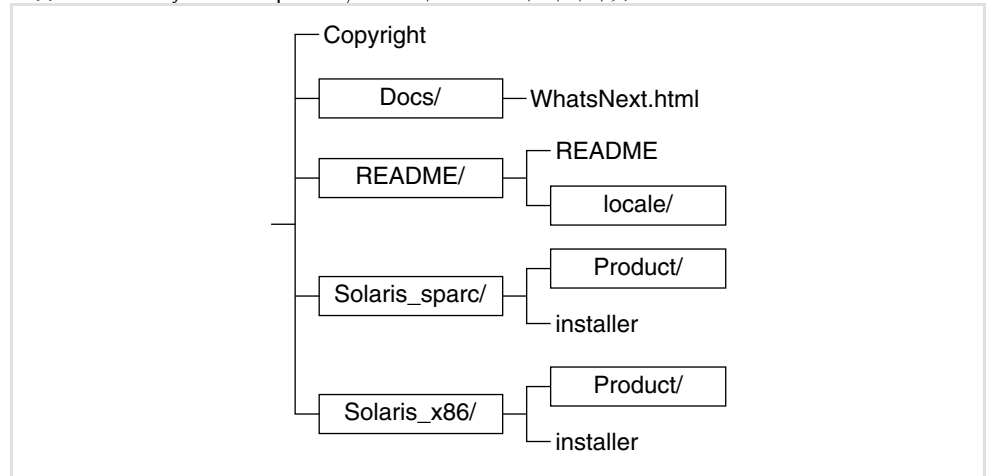 Copyright
Docs/
WhatsNext.html
README/
README
locale/
Solaris_sparc/
Product/
installer
Solaris_x86/
Product/
installer